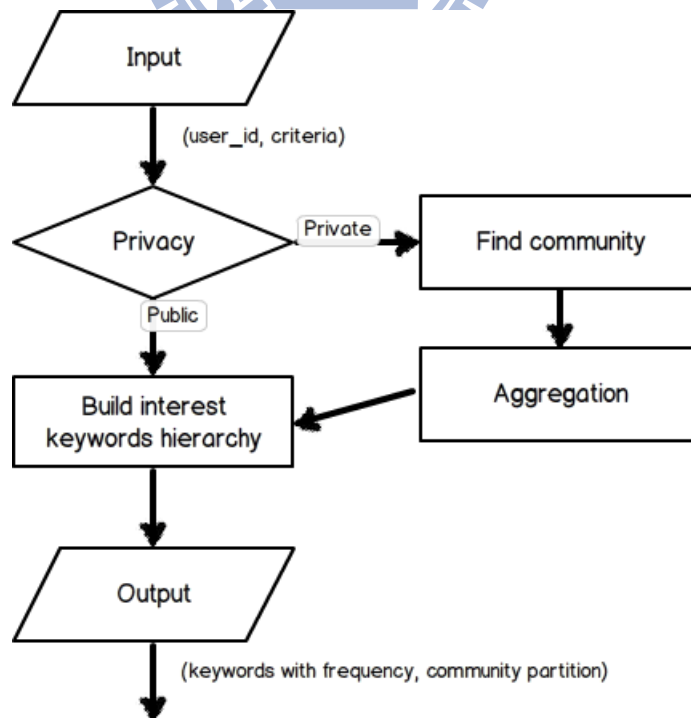 Input
(user_id, criteria)
Privacy
Private
Find community
Public
Build interest
keywords hierarchy
Aggregation
Output
(keywords with frequency, community partition)